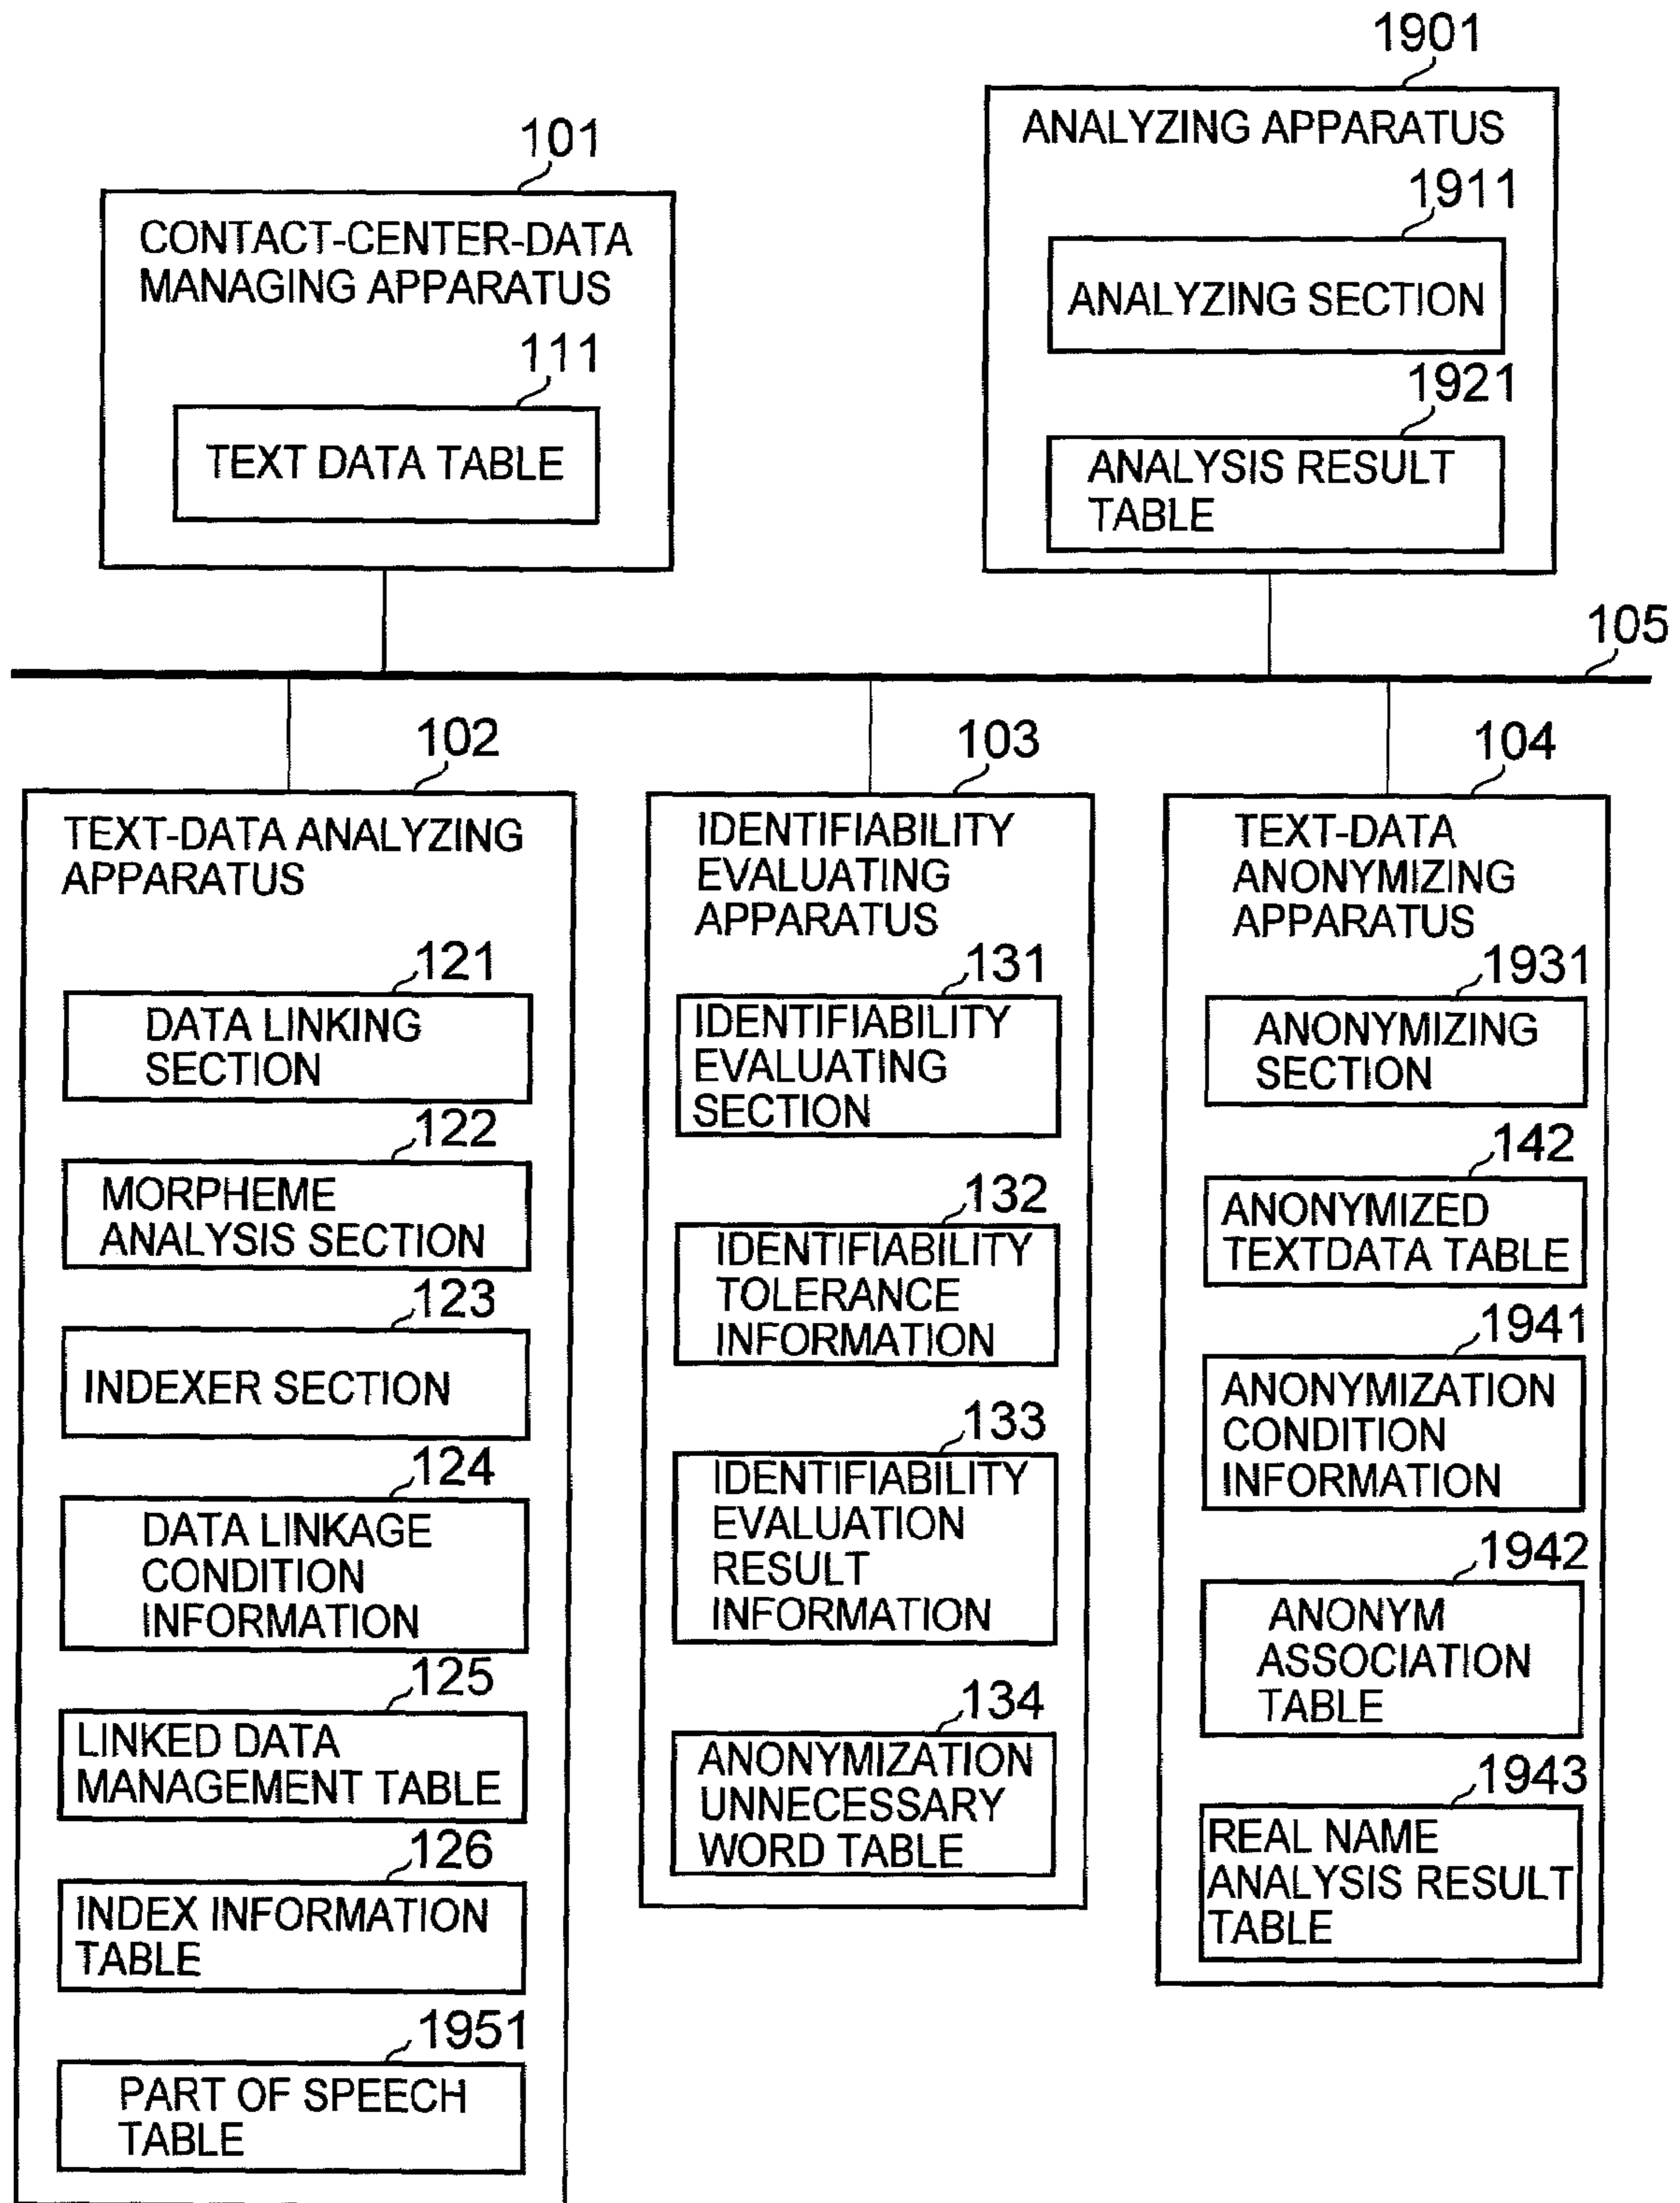 101
CONTACT-CENTER-DATA
MANAGING APPARATUS
111
TEXT DATA TABLE
1901
ANALYZING APPARATUS
1911
ANALYZING SECTION
1921
ANALYSIS RESULT
TABLE
105
102
TEXT-DATA ANALYZING
APPARATUS
121
DATA LINKING
SECTION
122
MORPHEME
ANALYSIS SECTION
123
INDEXER SECTION
124
DATA LINKAGE
CONDITION
INFORMATION
125
LINKED DATA
MANAGEMENT TABLE
126
INDEX INFORMATION
TABLE
1951
PART OF SPEECH
TABLE
103
IDENTIFIABILITY
EVALUATING
APPARATUS
131
IDENTIFIABILITY
EVALUATING
SECTION
132
IDENTIFIABILITY
TOLERANCE
INFORMATION
133
IDENTIFIABILITY
EVALUATION
RESULT
INFORMATION
134
ANONYMIZATION
UNNECESSARY
WORD TABLE
104
TEXT-DATA
ANONYMIZING
APPARATUS
1931
ANONYMIZING
SECTION
142
ANONYMIZED
TEXTDATA TABLE
1941
ANONYMIZATION
CONDITION
INFORMATION
1942
ANONYM
ASSOCIATION
TABLE
1943
REAL NAME
ANALYSIS RESULT
TABLE